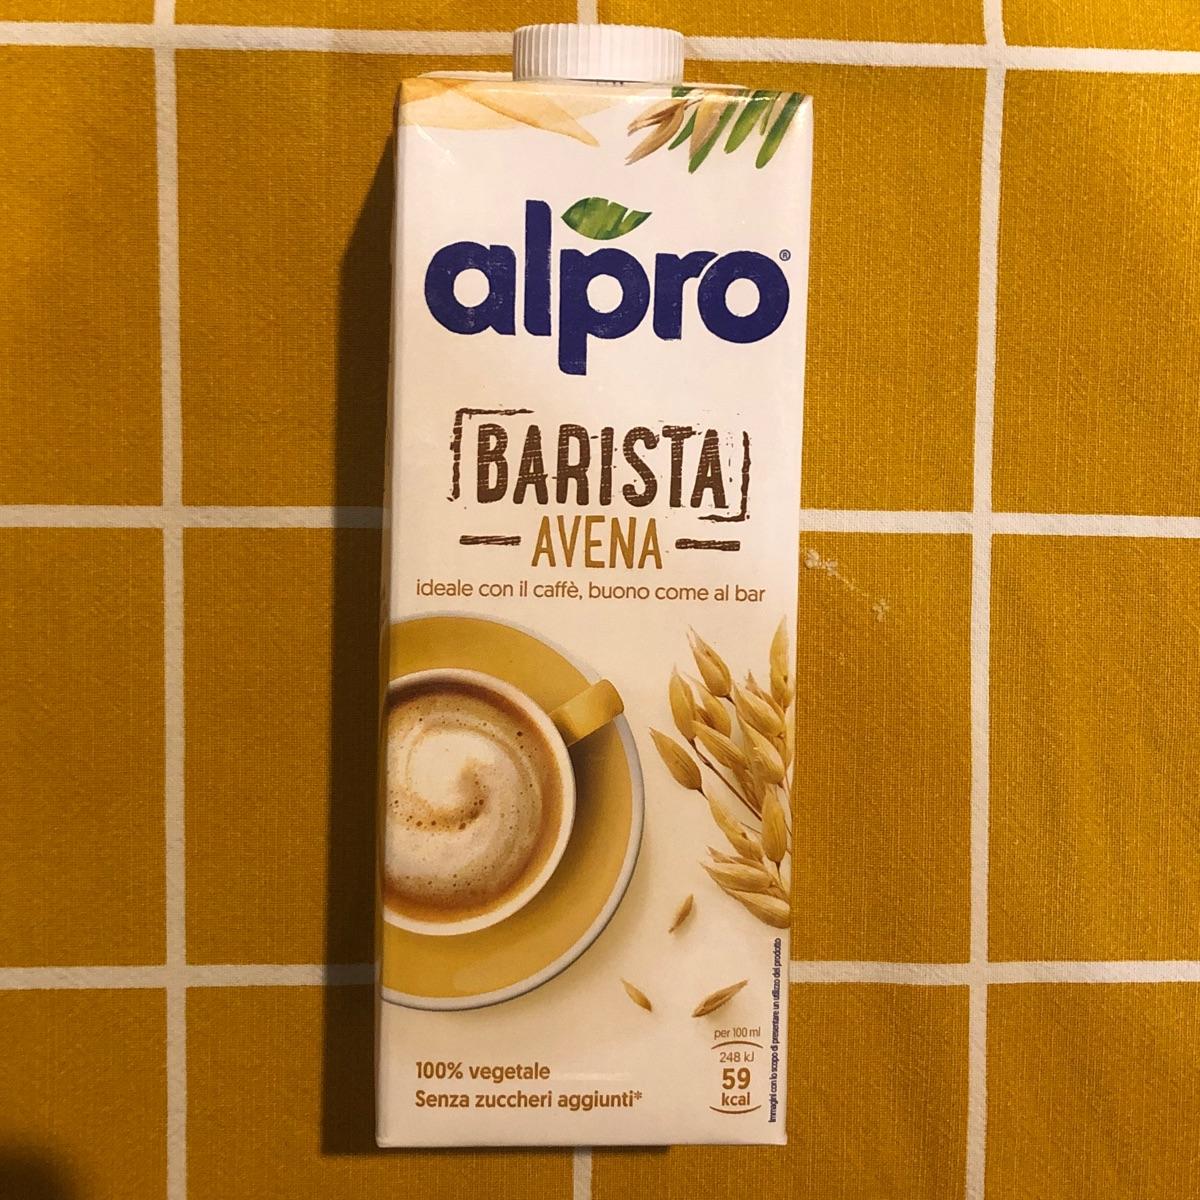 alpro®
BARISTA
AVENA
ideale con il caffè, buono come al bar
per 100 ml
248 kJ
59
kcal
100% vegetale
Senza zuccheri aggiunti*
Immagini con lo scopo di presentare un utilizzo del prodotto